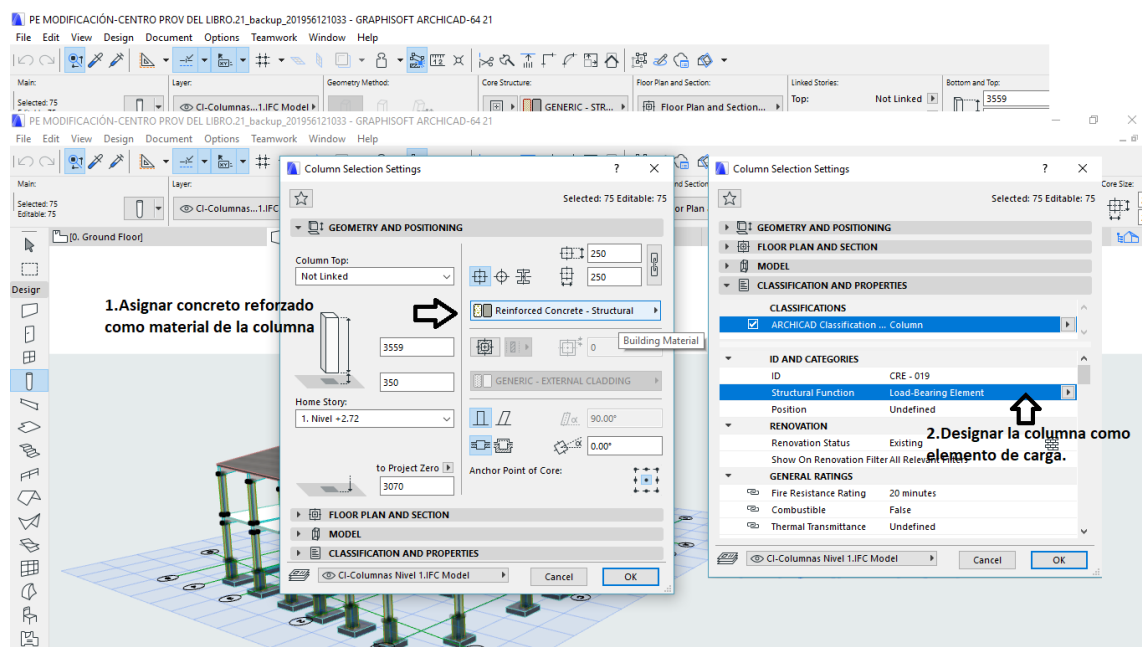 PE MODIFICACIÓN-CENTRO PROV DEL LIBRO.21_backup_201956121033 - GRAPHISOFT ARCHICAD-64 21
File Edit View Design Document Options Teamwork Window Help
Main: Layer: Geometry Method: Core Structure: Floor Plan and Section: Linked Stories: Bottom and Top:
Selected: 75 CI-Columnas...1.IFC Model GENERIC - STR... Floor Plan and Section... Top: Not Linked 3559
PE MODIFICACIÓN-CENTRO PROV DEL LIBRO.21_backup_201956121033 - GRAPHISOFT ARCHICAD-64 21
File Edit View Design Document Options Teamwork Window Help
Main: Layer: Core Size:
Selected: 75
Editable: 75
CI-Columnas...1.IFC
[0. Ground Floor]
Design
1.Asignar concreto reforzado
como material de la columna
Column Selection Settings ?
Selected: 75 Editable: 75
GEOMETRY AND POSITIONING
Column Top:
Not Linked
250
250
Reinforced Concrete - Structural
Building Material
3559
0
350
GENERIC - EXTERNAL CLADDING
Home Story:
1. Nivel +2.72
α 90.00°
α 0.00°
to Project Zero
Anchor Point of Core:
3070
FLOOR PLAN AND SECTION
MODEL
CLASSIFICATION AND PROPERTIES
CI-Columnas Nivel 1.IFC Model
Cancel OK
Column Selection Settings ?
Selected: 75 Editable: 75
GEOMETRY AND POSITIONING
FLOOR PLAN AND SECTION
MODEL
CLASSIFICATION AND PROPERTIES
CLASSIFICATIONS
ARCHICAD Classification ... Column
ID AND CATEGORIES
ID CRE - 019
Structural Function Load-Bearing Element
Position Undefined
RENOVATION
Renovation Status Existing
Show On Renovation Filter All Relevant Filters
2.Designar la columna como
elemento de carga.
GENERAL RATINGS
Fire Resistance Rating 20 minutes
Combustible False
Thermal Transmittance Undefined
CI-Columnas Nivel 1.IFC Model
Cancel OK